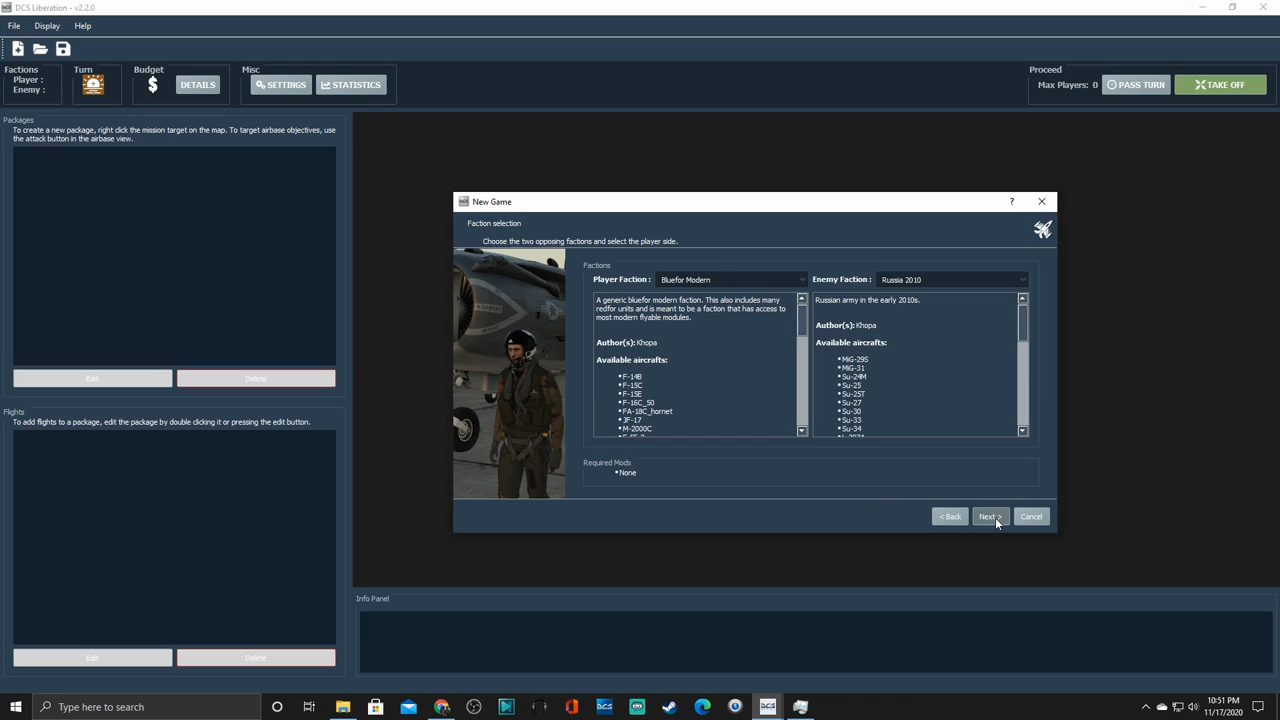 DCS Liberation - v2.2.0
File Display Help
Factions
Player :
Enemy :
Turn
Budget
$ DETAILS
Misc
SETTINGS STATISTICS
Proceed
Max Players: 0 PASS TURN TAKE OFF
Packages
To create a new package, right click the mission target on the map. To target airbase objectives, use
the attack button in the airbase view.
Edit Delete
Flights
To add flights to a package, edit the package by double clicking it or pressing the edit button.
Edit Delete
New Game
?
Faction selection
Choose the two opposing factions and select the player side.
Factions
Player Faction : Bluefor Modern
Enemy Faction : Russia 2010
A generic bluefor modern faction. This also includes many
redfor units and is meant to be a faction that has access to
most modern flyable modules.
Author(s): Khopa
Available aircrafts:
•F-14B
•F-15C
•F-15E
•F-16C_50
•FA-18C_hornet
•JF-17
•M-2000C
Russian army in the early 2010s.
Author(s): Khopa
Available aircrafts:
•MiG-29S
•MiG-31
•Su-24M
•Su-25
•Su-25T
•Su-27
•Su-30
•Su-33
•Su-34
Required Mods
•None
< Back Next > Cancel
Info Panel
Type here to search
10:51 PM
11/17/2020